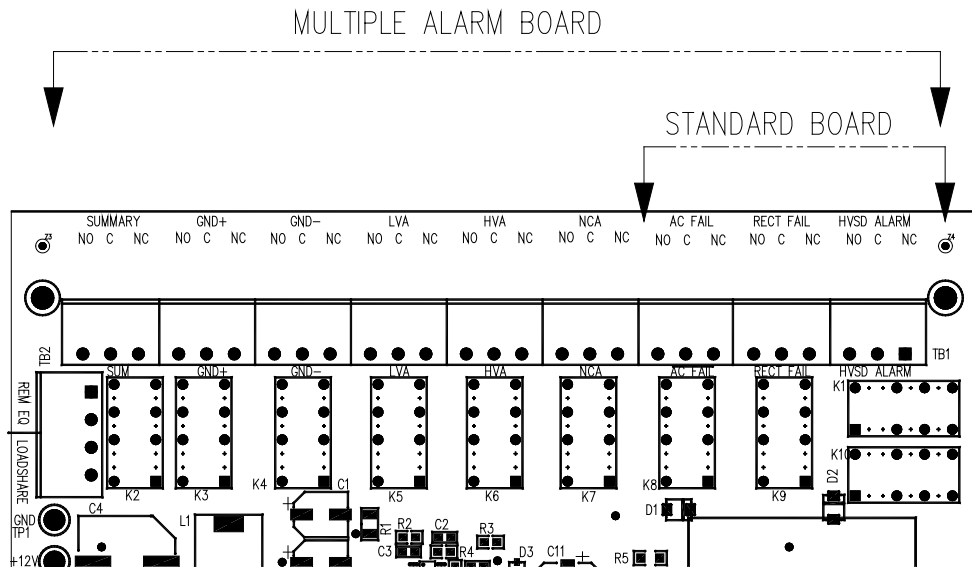 MULTIPLE ALARM BOARD
STANDARD BOARD
SUMMARY GND+ GND- LVA HVA NCA AC FAIL RECT FAIL HVSD ALARM
Z3 NO C NC NO C NC NO C NC NO C NC NO C NC NO C NC NO C NC NO C NC NO C NC Z4
TB2 TB1
SUM GND+ GND- LVA HVA NCA AC FAIL RECT FAIL HVSD ALARM
REM EQ K1
LOADSHARE K10
K2 K3 K4 K5 K6 K7 K8 K9 D2
C4 C1
GND L1 R1 D1
TP1 R2 C2 R3
+12V C3 R4 D3 C11 R5